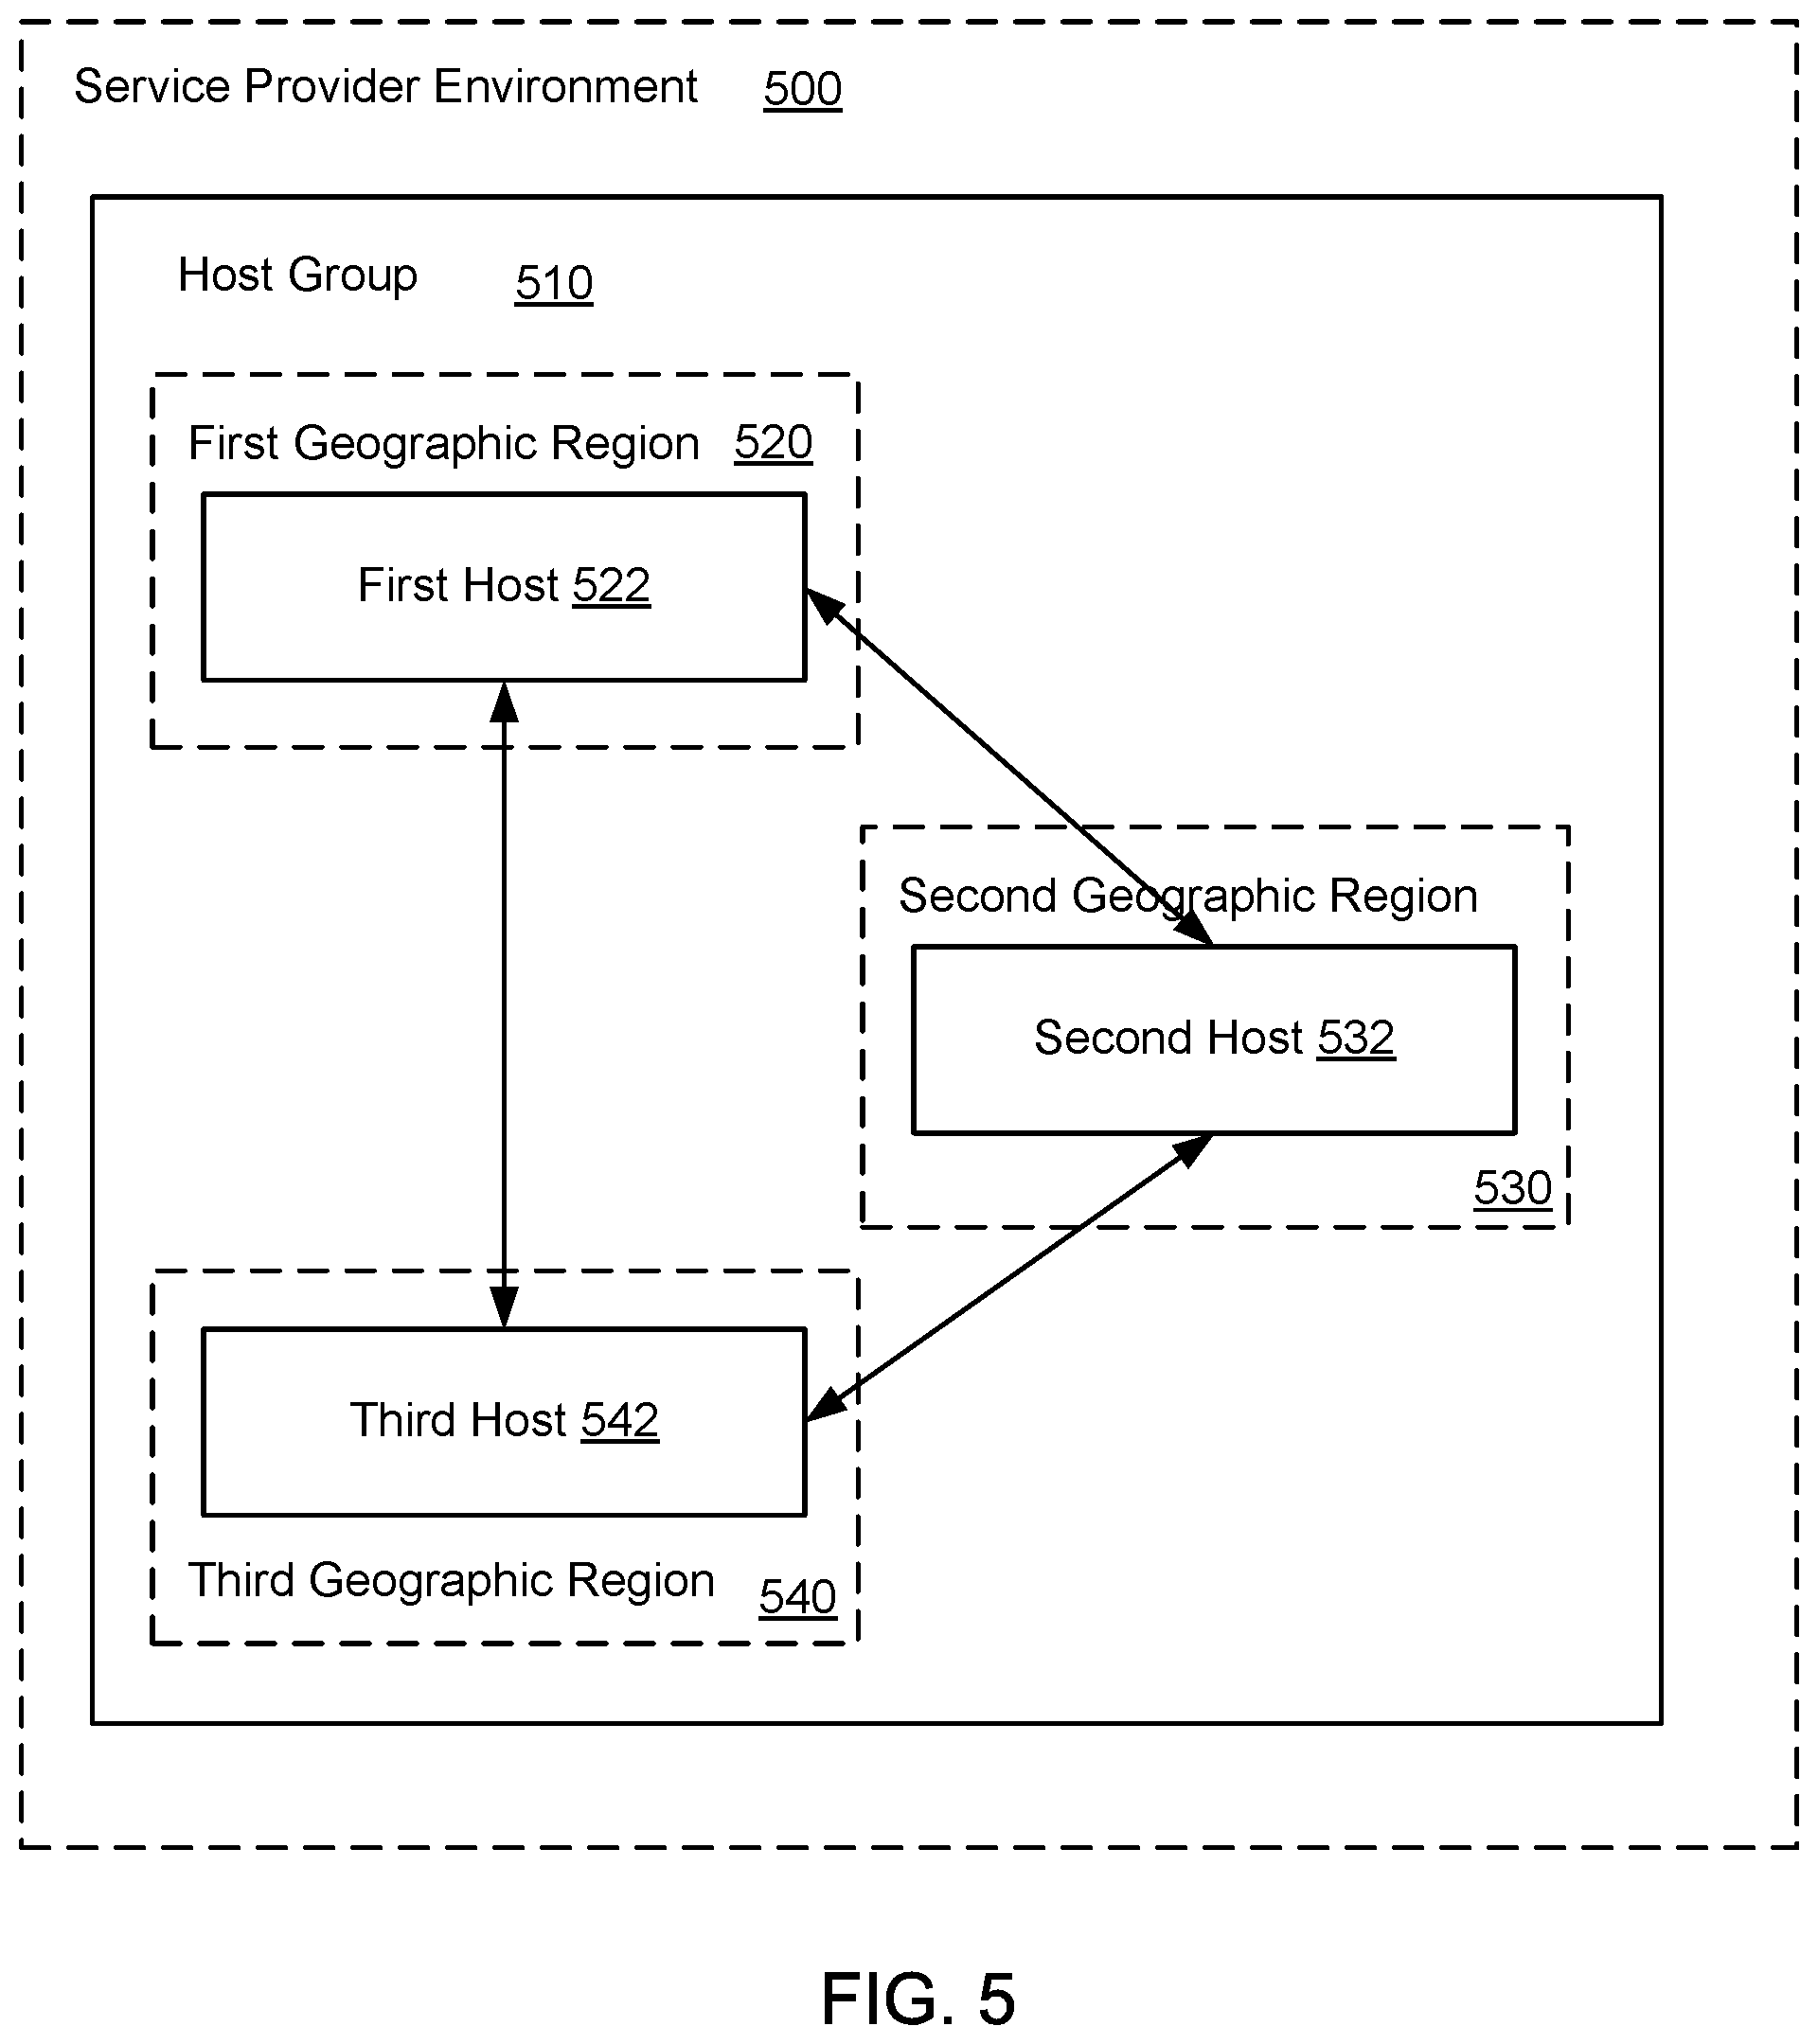 Service Provider Environment 500
Host Group 510
First Geographic Region 520
First Host 522
Second Geographic Region
Second Host 532
530
Third Host 542
Third Geographic Region 540
FIG. 5